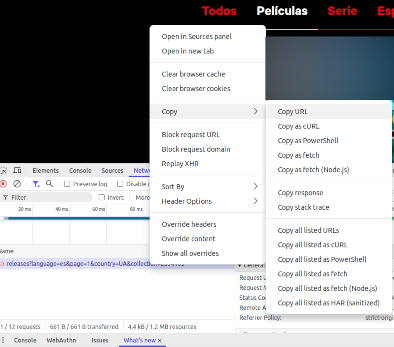 Todos Películas Serie Esp
Open in Sources panel
Open in new tab
Clear browser cache
Clear browser cookies
Copy
Block request URL
Block request domain
Replay XHR
Sort By
Header Options
Override headers
Override content
Show all overrides
Copy URL
Copy as cURL
Copy as PowerShell
Copy as fetch
Copy as fetch (Node.js)
Copy response
Copy stack trace
Copy all listed URLs
Copy all listed as cURL
Copy all listed as PowerShell
Copy all listed as fetch
Copy all listed as fetch (Node.js)
Copy all listed as HAR (sanitized)
Elements Console Sources
Preserve log Disable
Filter Invert More
20 ms 40 ms 60 ms 80 ms
Name
releases?language=es&page=1&country=UA&collection
General
Request
Request M
Status Co
Remote A
Referrer Policy: strict-orig
1 / 12 requests 661 B / 661 B transferred 4.4 kB / 1.2 MB resources
Console WebAuthn Issues What's new